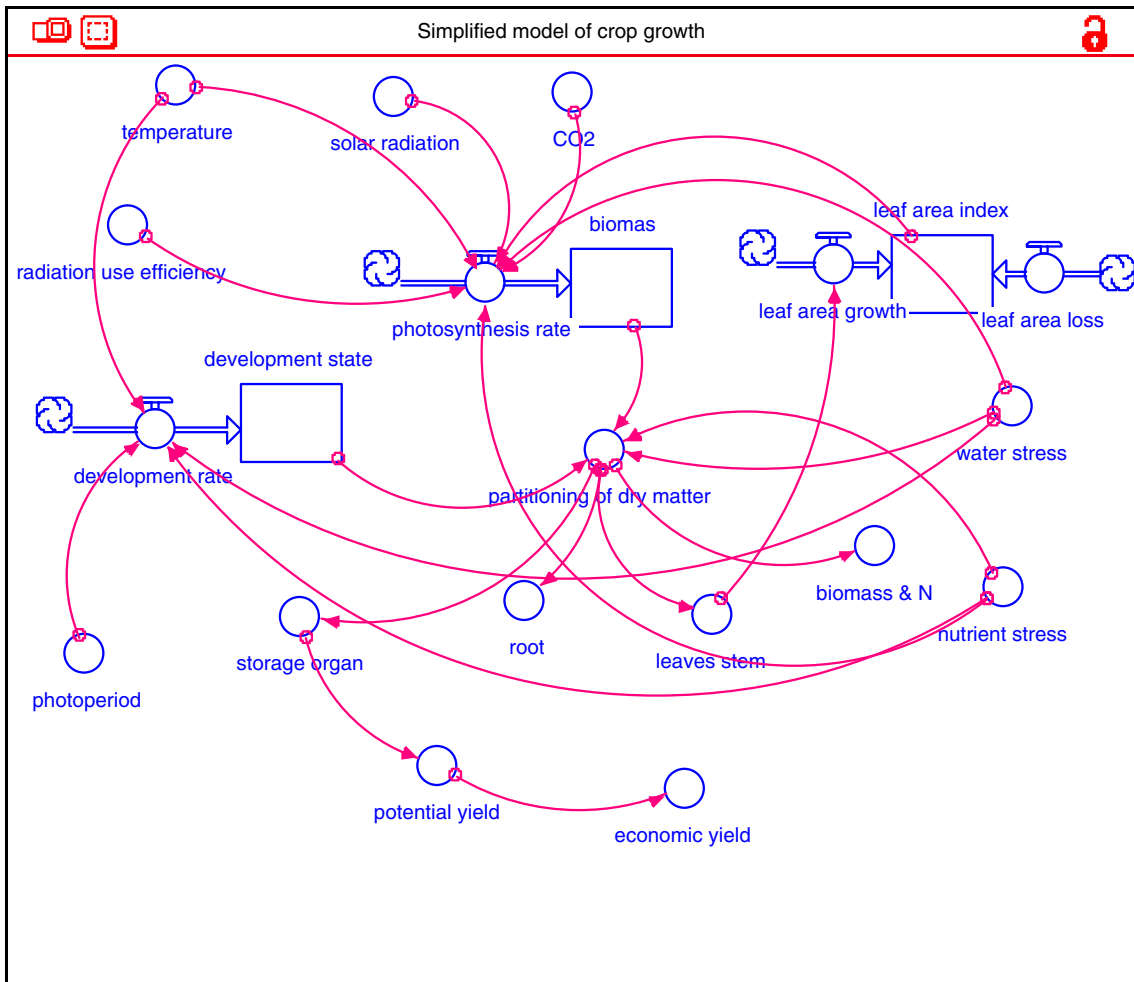 Simplified model of crop growth
temperature
solar radiation
CO2
leaf area index
biomas
radiation use efficiency
leaf area growth
leaf area loss
photosynthesis rate
development state
water stress
development rate
partitioning of dry matter
biomass & N
nutrient stress
root
leaves stem
storage organ
photoperiod
potential yield
economic yield